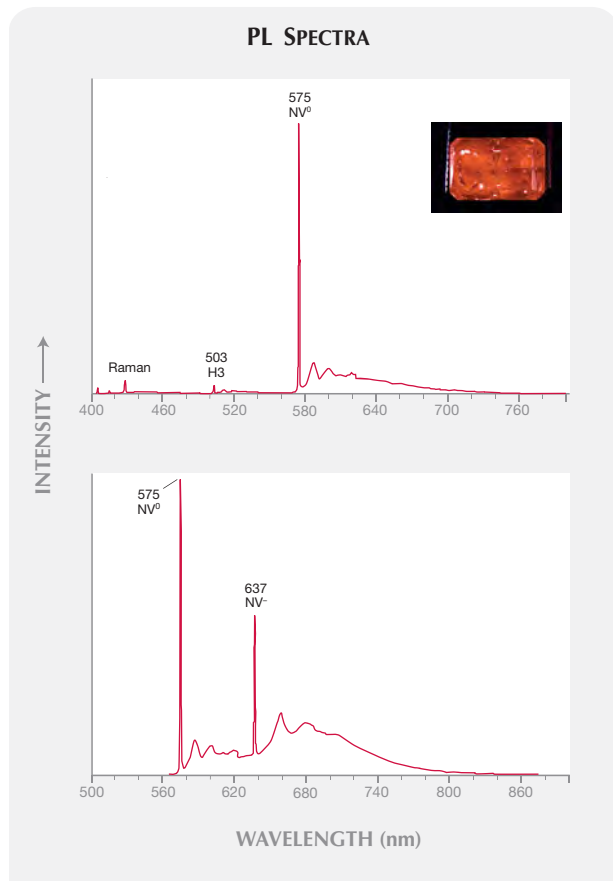 PL SPECTRA
575
NV⁰
Raman
503
H3
400 460 520 580 640 700 760
INTENSITY
575
NV⁰
637
NV⁻
500 560 620 680 740 800 860
WAVELENGTH (nm)